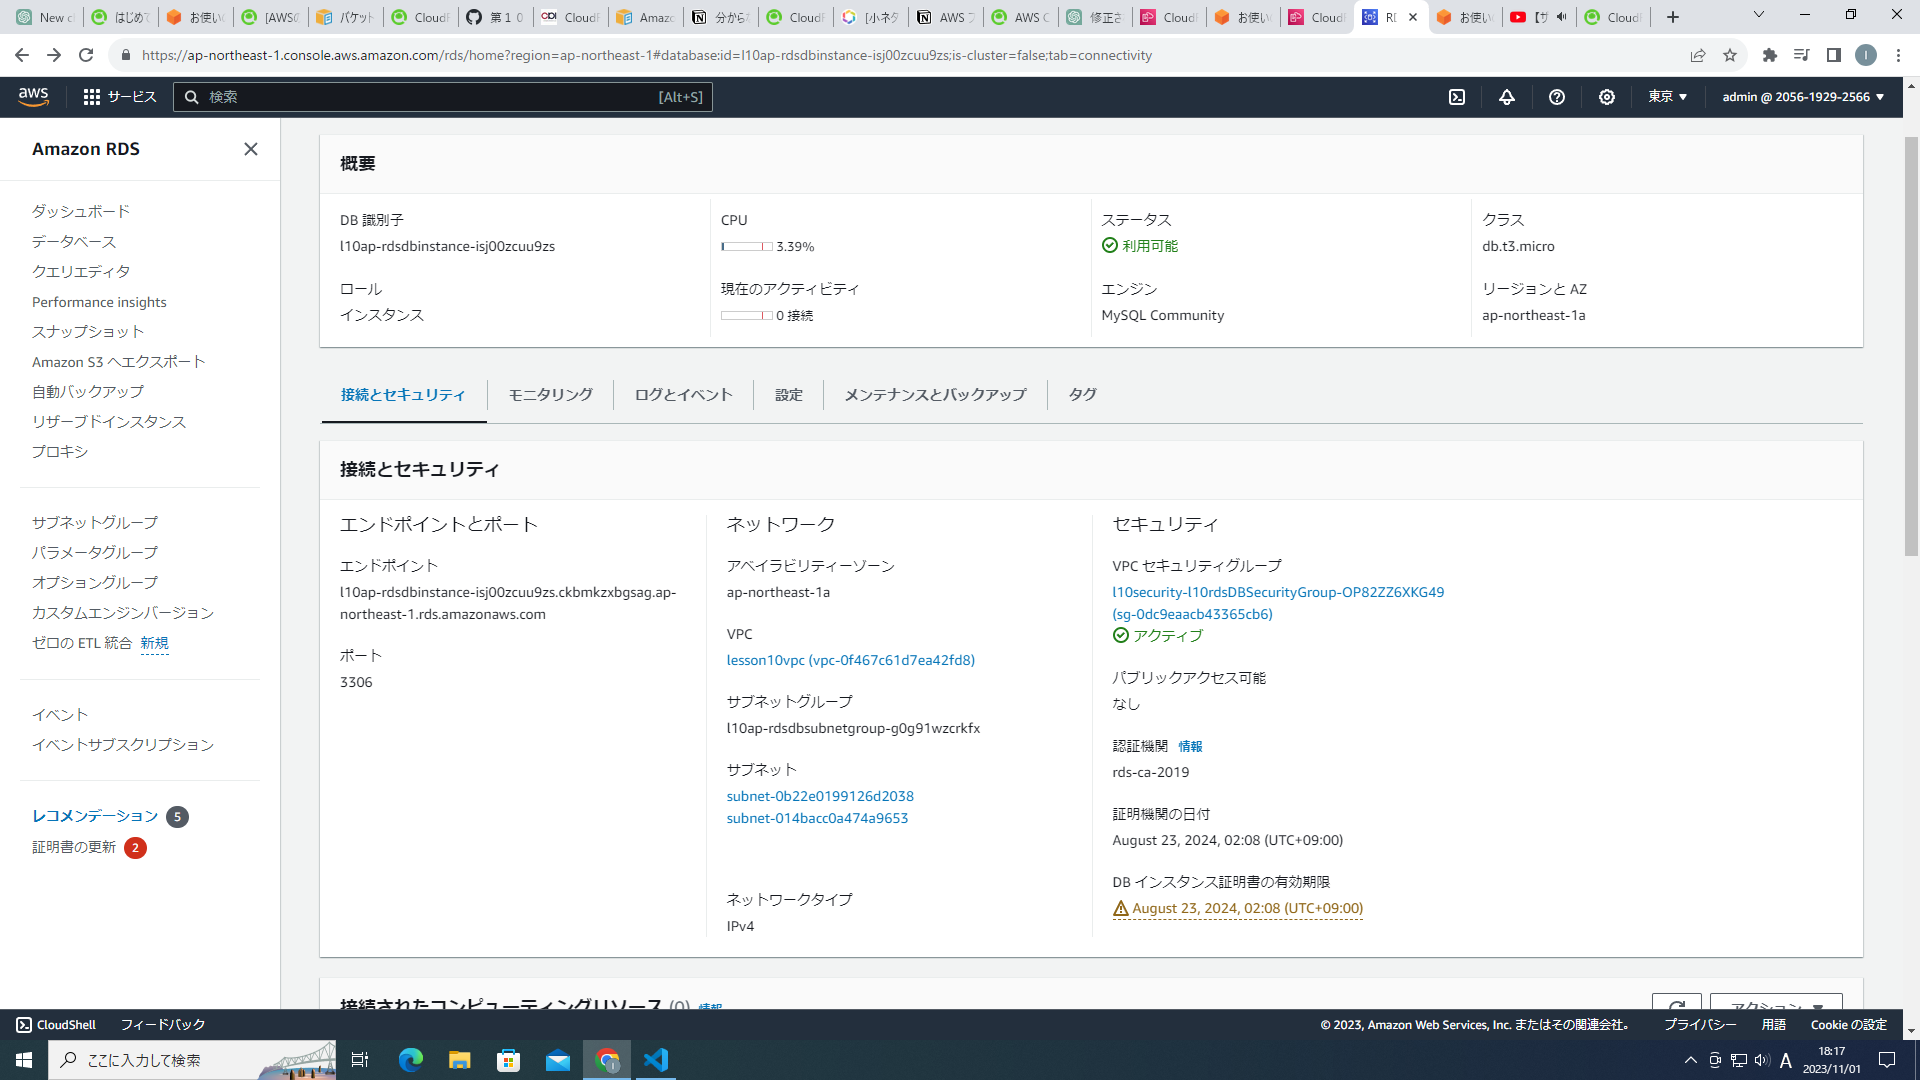 New c
はじめて
お使い
[AWSの
バケット
CloudF
第１０
CDI CloudF
Amazo
分からな
CloudF
[小ネタ
AWS フ
AWS C
修正さ
CloudF
お使い
CloudF
RD
お使い
【サ
CloudF
https://ap-northeast-1.console.aws.amazon.com/rds/home?region=ap-northeast-1#database:id=l10ap-rdsdbinstance-isj00zcuu9zs;is-cluster=false;tab=connectivity
I
aws
サービス
検索 [Alt+S]
東京 ▼
admin @ 2056-1929-2566 ▼
Amazon RDS
ダッシュボード
データベース
クエリエディタ
Performance insights
スナップショット
Amazon S3 へエクスポート
自動バックアップ
リザーブドインスタンス
プロキシ
サブネットグループ
パラメータグループ
オプショングループ
カスタムエンジンバージョン
ゼロの ETL 統合 新規
イベント
イベントサブスクリプション
レコメンデーション 5
証明書の更新 2
概要
DB 識別子
l10ap-rdsdbinstance-isj00zcuu9zs
CPU
3.39%
ステータス
利用可能
クラス
db.t3.micro
ロール
インスタンス
現在のアクティビティ
0 接続
エンジン
MySQL Community
リージョンと AZ
ap-northeast-1a
接続とセキュリティ
モニタリング
ログとイベント
設定
メンテナンスとバックアップ
タグ
接続とセキュリティ
エンドポイントとポート
エンドポイント
l10ap-rdsdbinstance-isj00zcuu9zs.ckbmkzxbgsag.ap-
northeast-1.rds.amazonaws.com
ポート
3306
ネットワーク
アベイラビリティーゾーン
ap-northeast-1a
VPC
lesson10vpc (vpc-0f467c61d7ea42fd8)
サブネットグループ
l10ap-rdsdbsubnetgroup-g0g91wzcrkfx
サブネット
subnet-0b22e0199126d2038
subnet-014bacc0a474a9653
ネットワークタイプ
IPv4
セキュリティ
VPC セキュリティグループ
l10security-l10rdsDBSecurityGroup-OP82ZZ6XKG49
(sg-0dc9eaacb43365cb6)
アクティブ
パブリックアクセス可能
なし
認証機関 情報
rds-ca-2019
証明機関の日付
August 23, 2024, 02:08 (UTC+09:00)
DB インスタンス証明書の有効期限
August 23, 2024, 02:08 (UTC+09:00)
接続されたコンピューティングリソース (0) 情報
アクション ▼
CloudShell
フィードバック
© 2023, Amazon Web Services, Inc. またはその関連会社。
プライバシー
用語
Cookie の設定
ここに入力して検索
A
18:17
2023/11/01